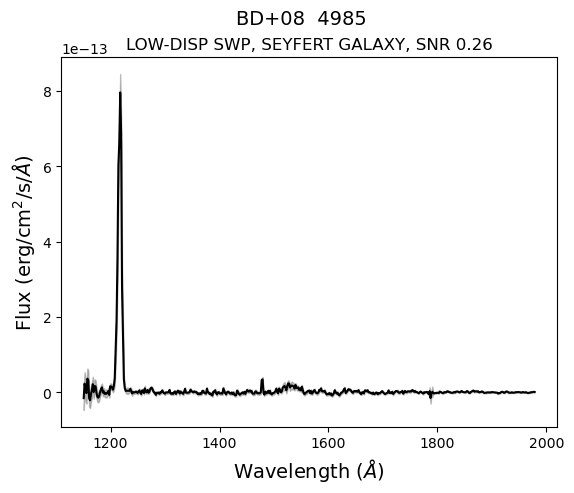 BD+08  4985
LOW-DISP SWP, SEYFERT GALAXY, SNR 0.26
1e−13
8
6
4
2
0
Flux (erg/cm²/s/Å)
1200 1400 1600 1800 2000
Wavelength (Å)